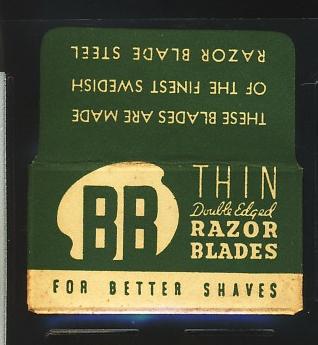 THESE BLADES ARE MADE
OF THE FINEST SWEDISH
RAZOR BLADE STEEL
BB
THIN
Double Edged
RAZOR
BLADES
FOR BETTER SHAVES